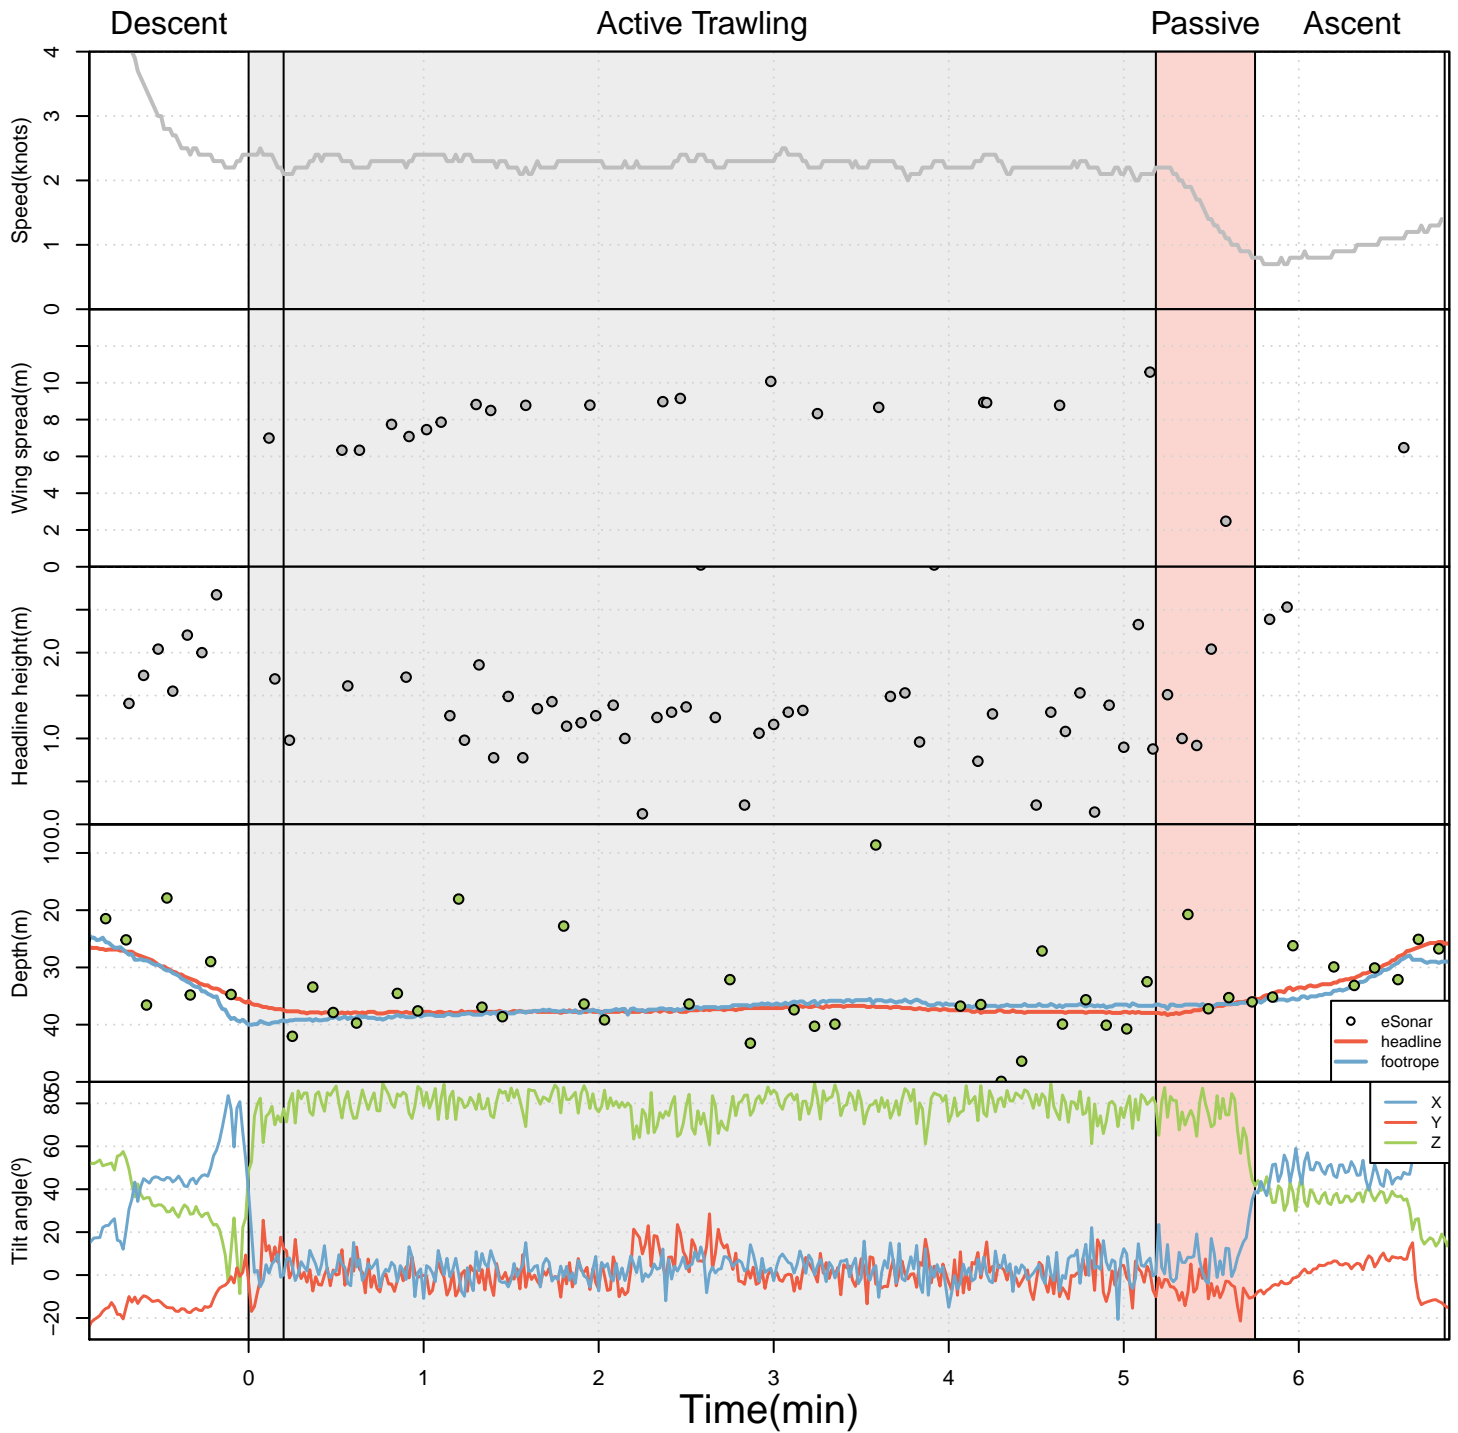 Descent Active Trawling Passive Ascent
Speed(knots)
4
3
2
1
0
Wing spread(m)
10
8
6
4
2
0
Headline height(m)
2.0
1.0
0.0
Depth(m)
10
20
30
40
50
eSonar
headline
footrope
Tilt angle(º)
80
60
40
20
0
−20
X
Y
Z
0 1 2 3 4 5 6
Time(min)